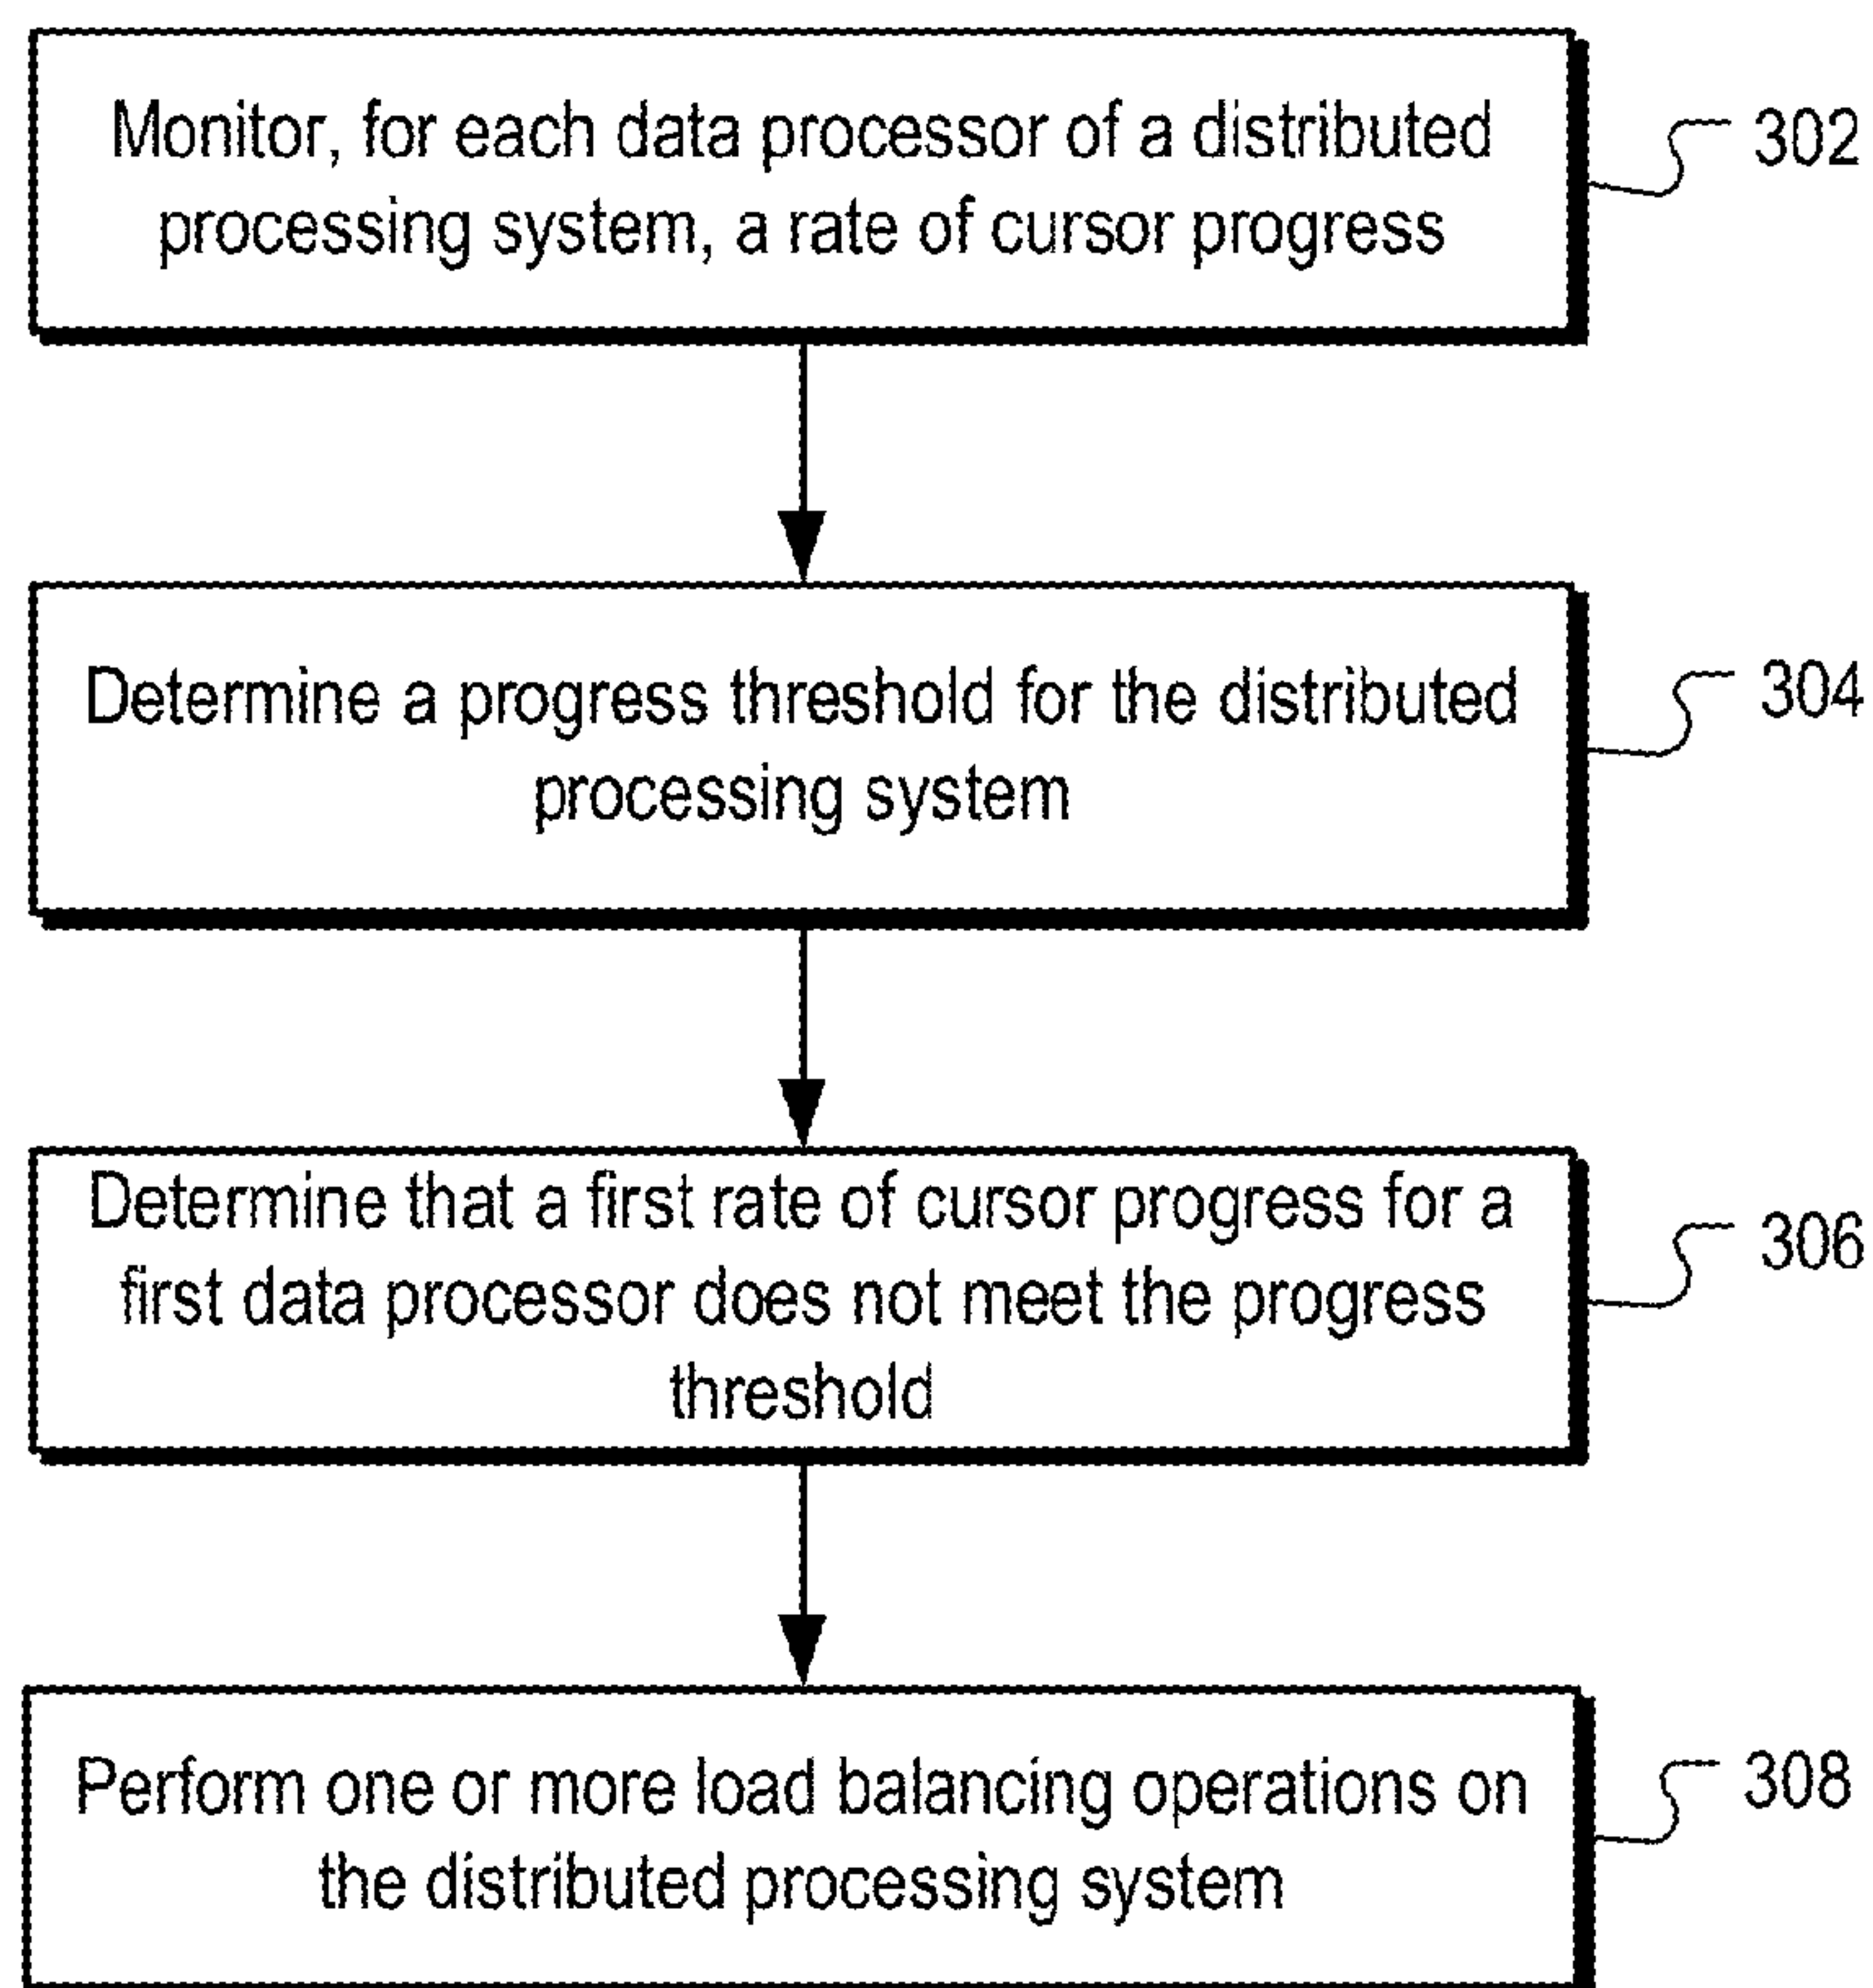 Monitor, for each data processor of a distributed
processing system, a rate of cursor progress
302
Determine a progress threshold for the distributed
processing system
304
Determine that a first rate of cursor progress for a
first data processor does not meet the progress
threshold
306
Perform one or more load balancing operations on
the distributed processing system
308